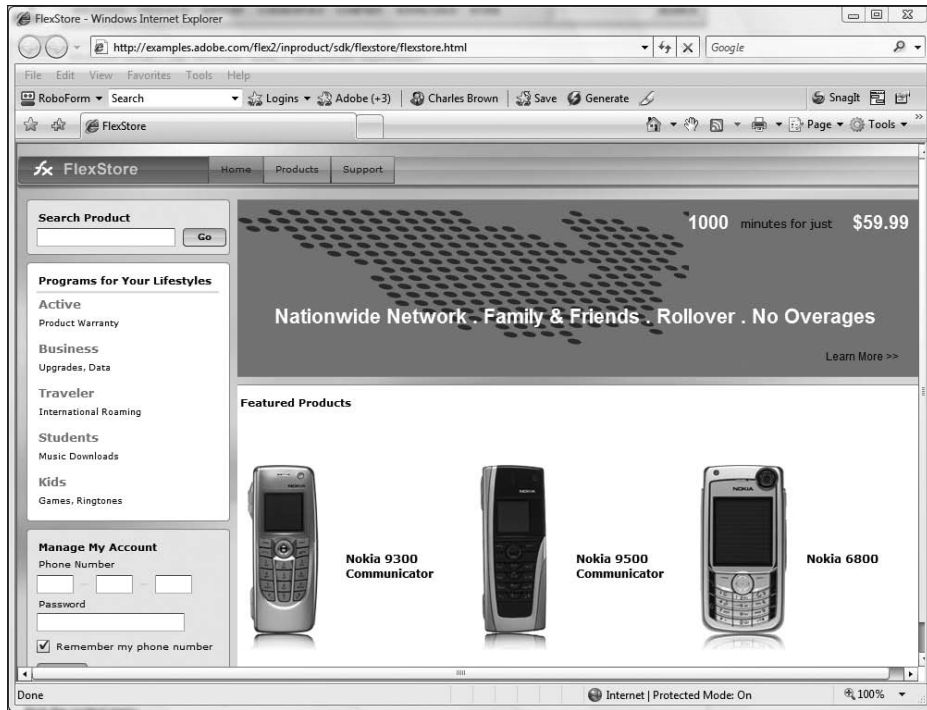 FlexStore - Windows Internet Explorer
http://examples.adobe.com/flex2/inproduct/sdk/flexstore/flexstore.html
Google
File Edit View Favorites Tools Help
RoboForm Search Logins Adobe (+3) Charles Brown Save Generate SnagIt
FlexStore Page Tools
fx FlexStore Home Products Support
Search Product
Go
1000 minutes for just $59.99
Nationwide Network . Family & Friends . Rollover . No Overages
Learn More >>
Programs for Your Lifestyles
Active
Product Warranty
Business
Upgrades, Data
Traveler
International Roaming
Students
Music Downloads
Kids
Games, Ringtones
Featured Products
NOKIA
NOKIA
NOKIA
Nokia 9300
Communicator
Nokia 9500
Communicator
Nokia 6800
Manage My Account
Phone Number
Password
Remember my phone number
Done Internet | Protected Mode: On 100%